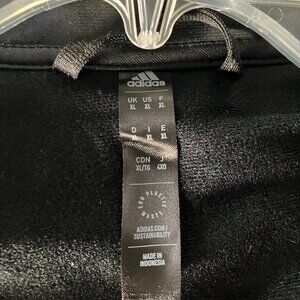 adidas
UK US F
XL XL XL
D I E
XL XL XL
CDN J
XL/TG 4XO
END PLASTIC WASTE
ADIDAS.COM/
SUSTAINABILITY
MADE IN
INDONESIA